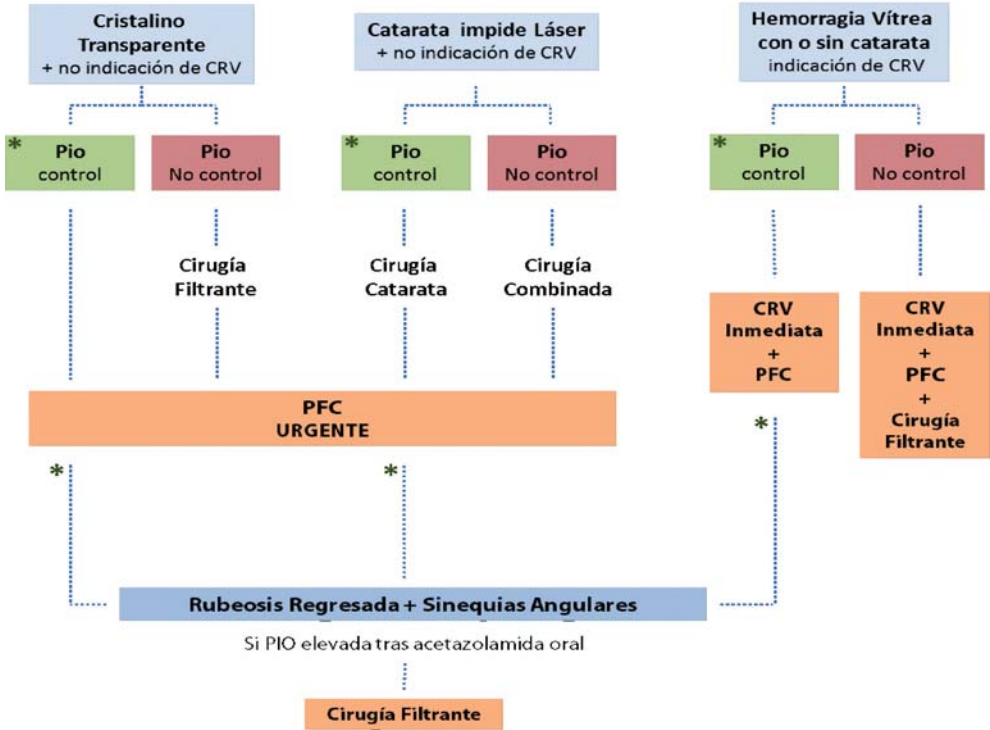 Cristalino
Transparente
+ no indicación de CRV
Catarata impide Láser
+ no indicación de CRV
Hemorragia Vítrea
con o sin catarata
indicación de CRV
* Pio
control
Pio
No control
* Pio
control
Pio
No control
* Pio
control
Pio
No control
Cirugía
Filtrante
Cirugía
Catarata
Cirugía
Combinada
CRV
Inmediata
+
PFC
CRV
Inmediata
+
PFC
+
Cirugía
Filtrante
PFC
URGENTE
*
*
*
Rubeosis Regresada + Sinequias Angulares
Si PIO elevada tras acetazolamida oral
Cirugía Filtrante